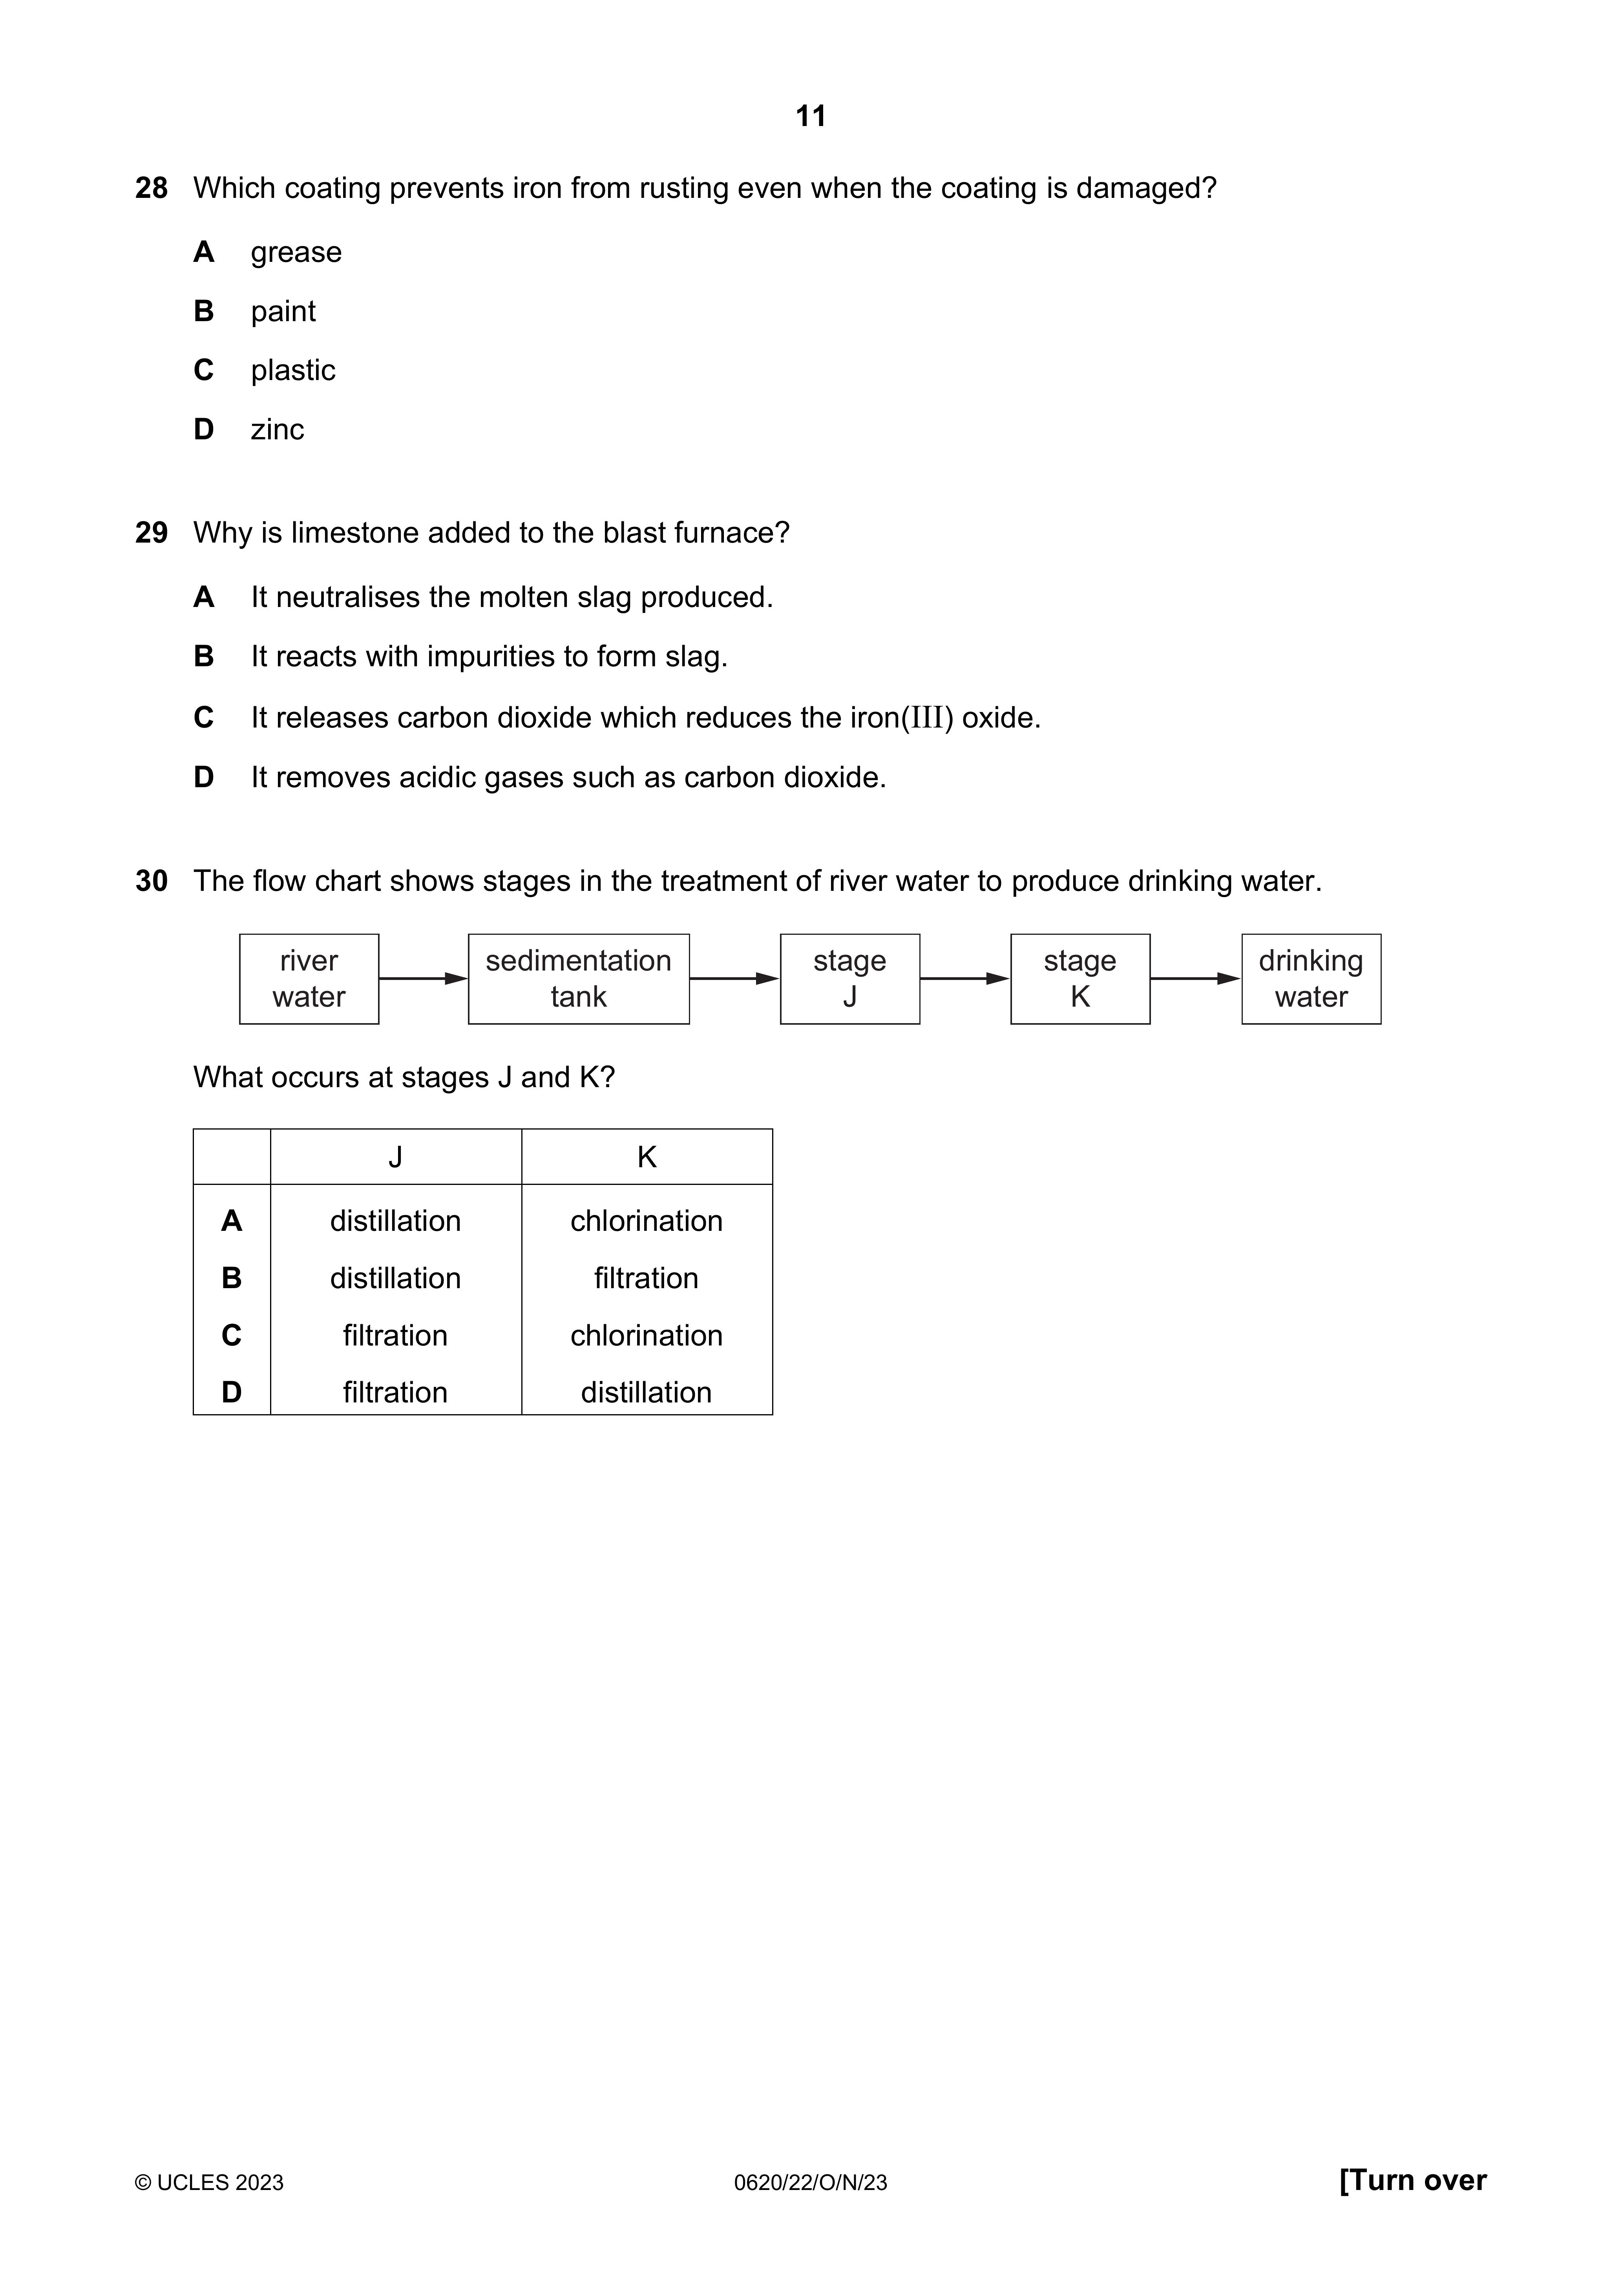 11
28 Which coating prevents iron from rusting even when the coating is damaged?
A grease
B paint
C plastic
D zinc
29 Why is limestone added to the blast furnace?
A It neutralises the molten slag produced.
B It reacts with impurities to form slag.
C It releases carbon dioxide which reduces the iron(III) oxide.
D It removes acidic gases such as carbon dioxide.
30 The flow chart shows stages in the treatment of river water to produce drinking water.
river water
sedimentation tank
stage J
stage K
drinking water
What occurs at stages J and K?
J K
A distillation chlorination
B distillation filtration
C filtration chlorination
D filtration distillation
© UCLES 2023 0620/22/O/N/23 [Turn over